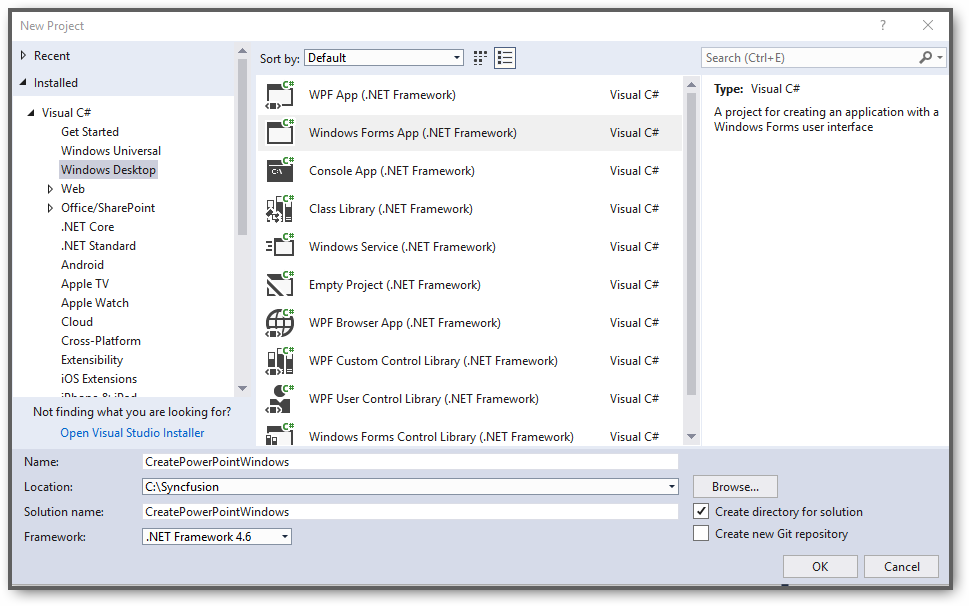 New Project
?
Recent
Installed
Visual C#
Get Started
Windows Universal
Windows Desktop
Web
Office/SharePoint
.NET Core
.NET Standard
Android
Apple TV
Apple Watch
Cloud
Cross-Platform
Extensibility
iOS Extensions
iPhone & iPad
Not finding what you are looking for?
Open Visual Studio Installer
Sort by: Default
C# WPF App (.NET Framework) Visual C#
C# Windows Forms App (.NET Framework) Visual C#
C# C:\ Console App (.NET Framework) Visual C#
C# Class Library (.NET Framework) Visual C#
C# Windows Service (.NET Framework) Visual C#
C# Empty Project (.NET Framework) Visual C#
C# WPF Browser App (.NET Framework) Visual C#
C# WPF Custom Control Library (.NET Framework) Visual C#
C# WPF User Control Library (.NET Framework) Visual C#
C# Windows Forms Control Library (.NET Framework) Visual C#
Search (Ctrl+E)
Type: Visual C#
A project for creating an application with a
Windows Forms user interface
Name: CreatePowerPointWindows
Location: C:\Syncfusion Browse...
Solution name: CreatePowerPointWindows Create directory for solution
Framework: .NET Framework 4.6 Create new Git repository
OK Cancel